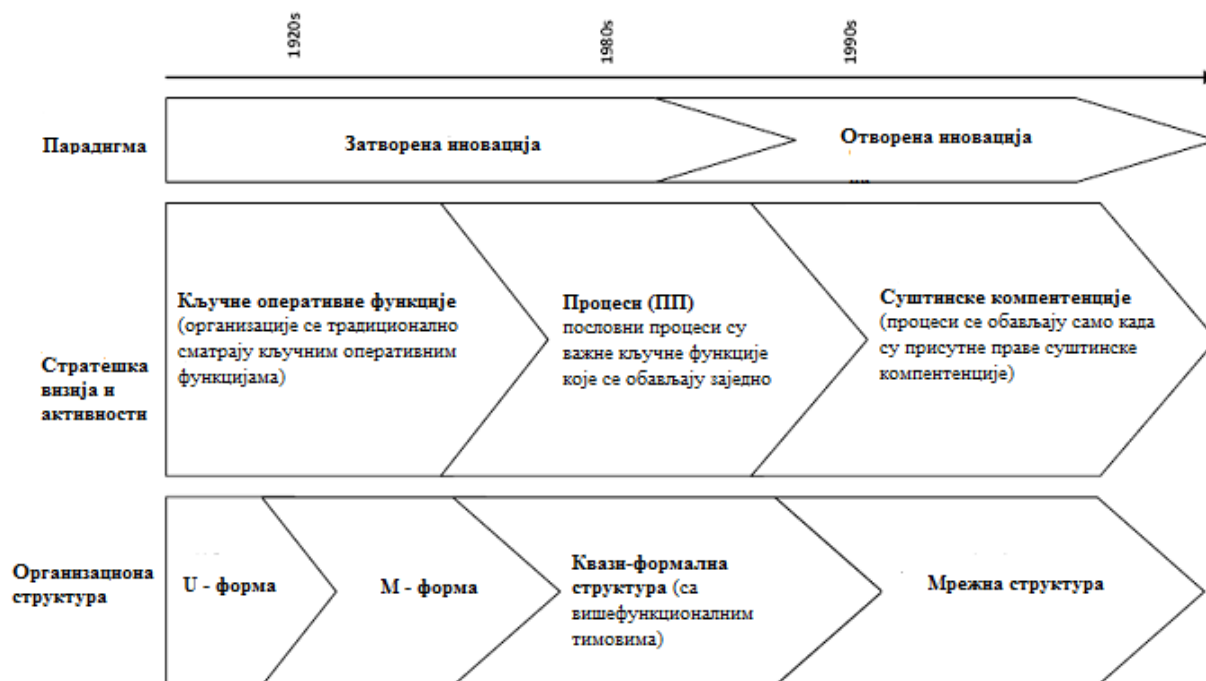 1920s
1980s
1990s
Парадигма
Затворена иновација
Отворена иновација
Стратешка
визија и
активности
Кључне оперативне функције
(организације се традиционално
сматрају кључним оперативним
функцијама)
Процеси (ПП)
пословни процеси су
важне кључне функције
које се обављају заједно
Суштинске компентенције
(процеси се обављају само када
су присутне праве суштинске
компентенције)
Организациона
структура
U - форма
М - форма
Квази-формална
структура (са
вишефункционалним
тимовима)
Мрежна структура